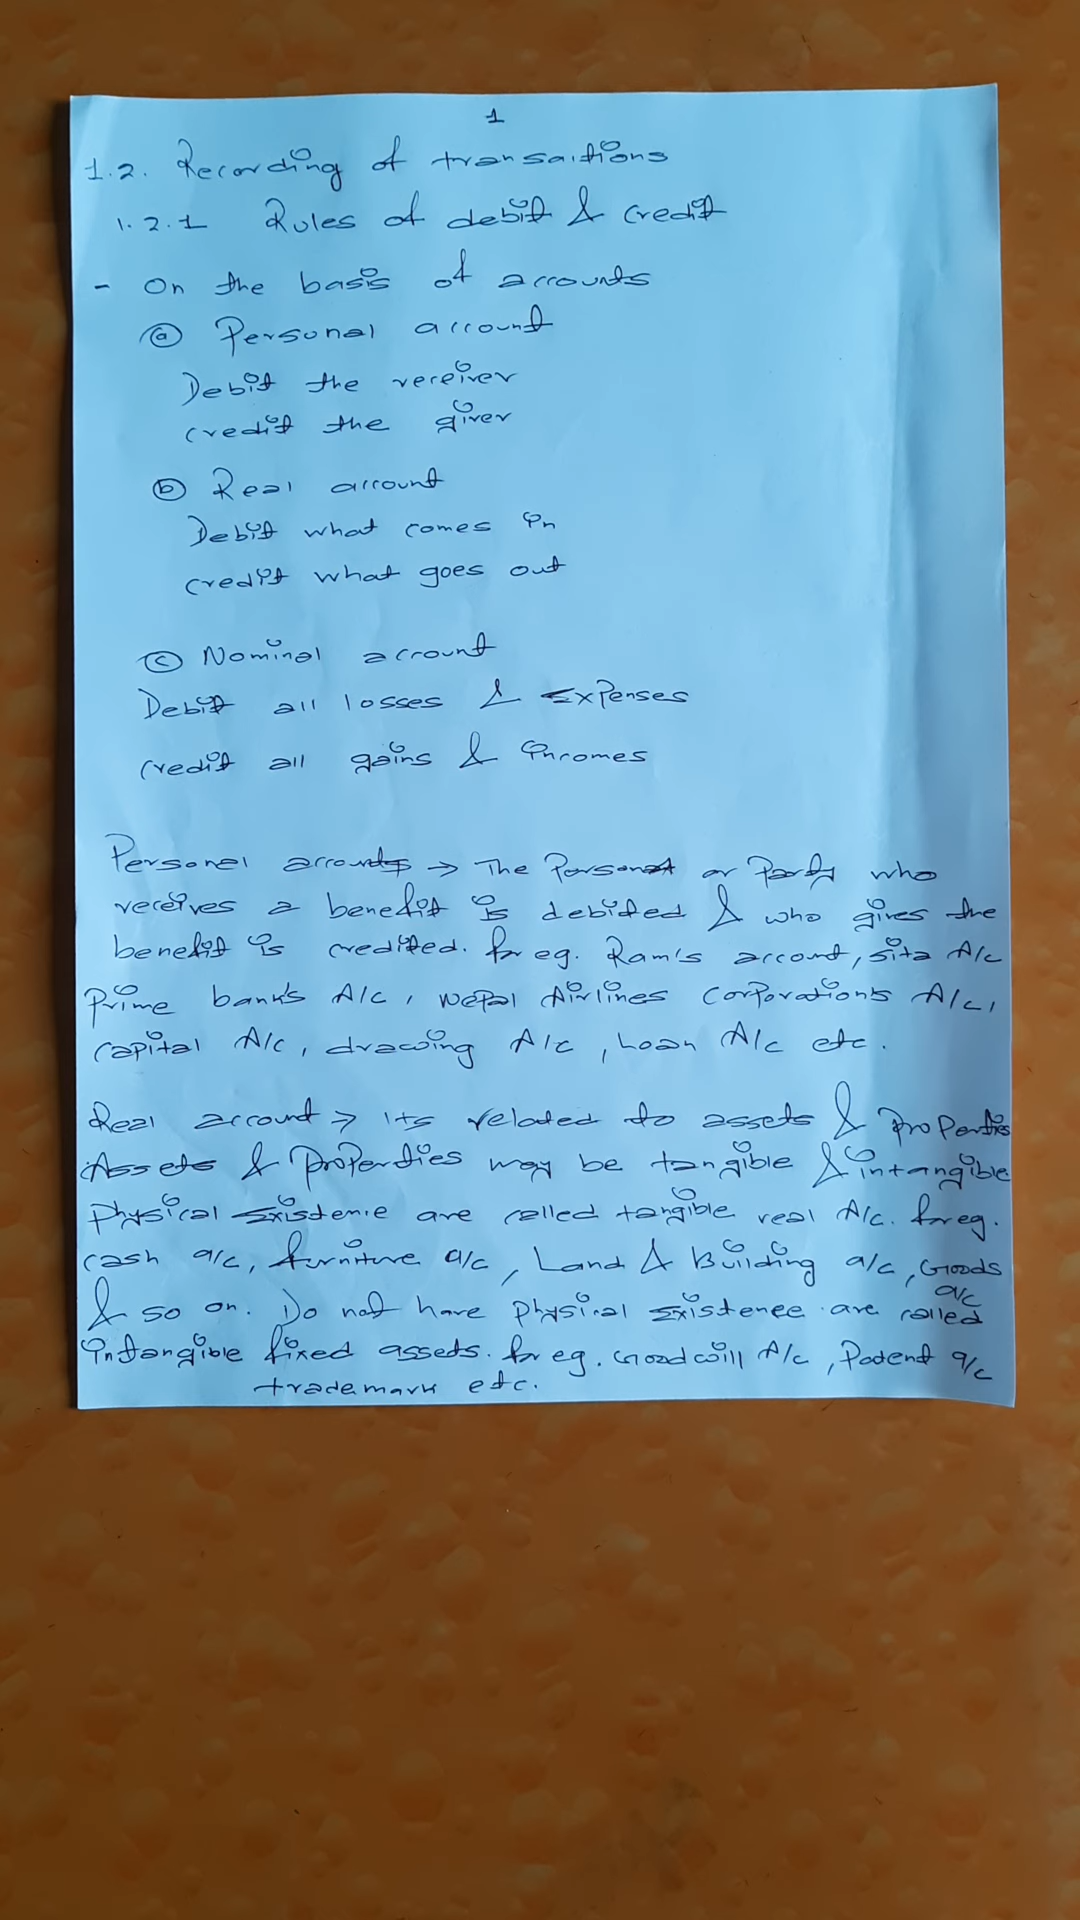 1
1.2. Recording of transaitions
1.2.1 Rules of debit & credit
- On the basis of accounts
(a) Personal account
Debit the receiver
credit the giver
(b) Real account
Debit what comes in
credit what goes out
(c) Nominal account
Debit all losses & Expenses
credit all gains & incomes
Personal accounts → The Person or Party who
receives a benefit is debited & who gives the
benefit is credited. for eg. Ram's account, sita A/c
Prime bank's A/c, Nepal Airlines Corporation's A/c,
capital A/c, drawing A/c, Loan A/c etc.
Real account → its related to assets & Properties
Assets & Properties may be tangible & intangible
Physical Existence are called tangible real A/c. for eg.
cash a/c, furniture a/c, Land & Building a/c, Goods a/c
& so on. Do not have Physical Existence are called
intangible fixed assets. for eg. Goodwill A/c, Patent a/c
trademark etc.